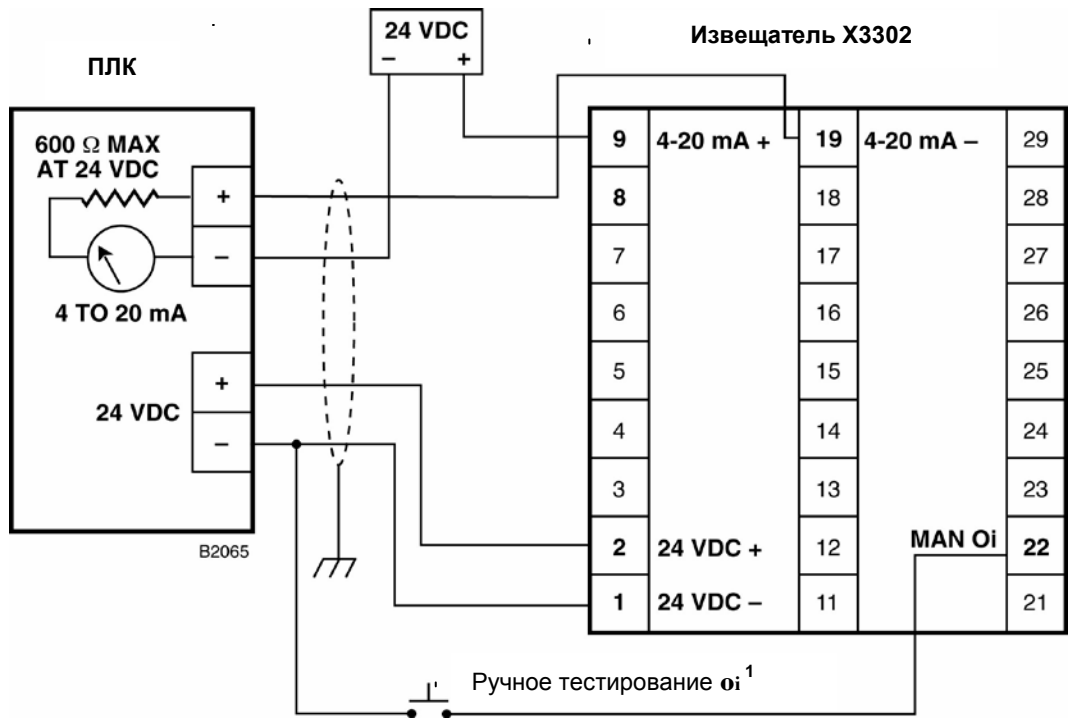 24 VDC
– +
Извещатель X3302
ПЛК
600 Ω MAX
AT 24 VDC
+
–
4 TO 20 mA
+
24 VDC
–
B2065
9 4-20 mA + 19 4-20 mA – 29
8 18 28
7 17 27
6 16 26
5 15 25
4 14 24
3 13 23
2 24 VDC + 12 MAN Oi 22
1 24 VDC – 11 21
Ручное тестирование oi 1